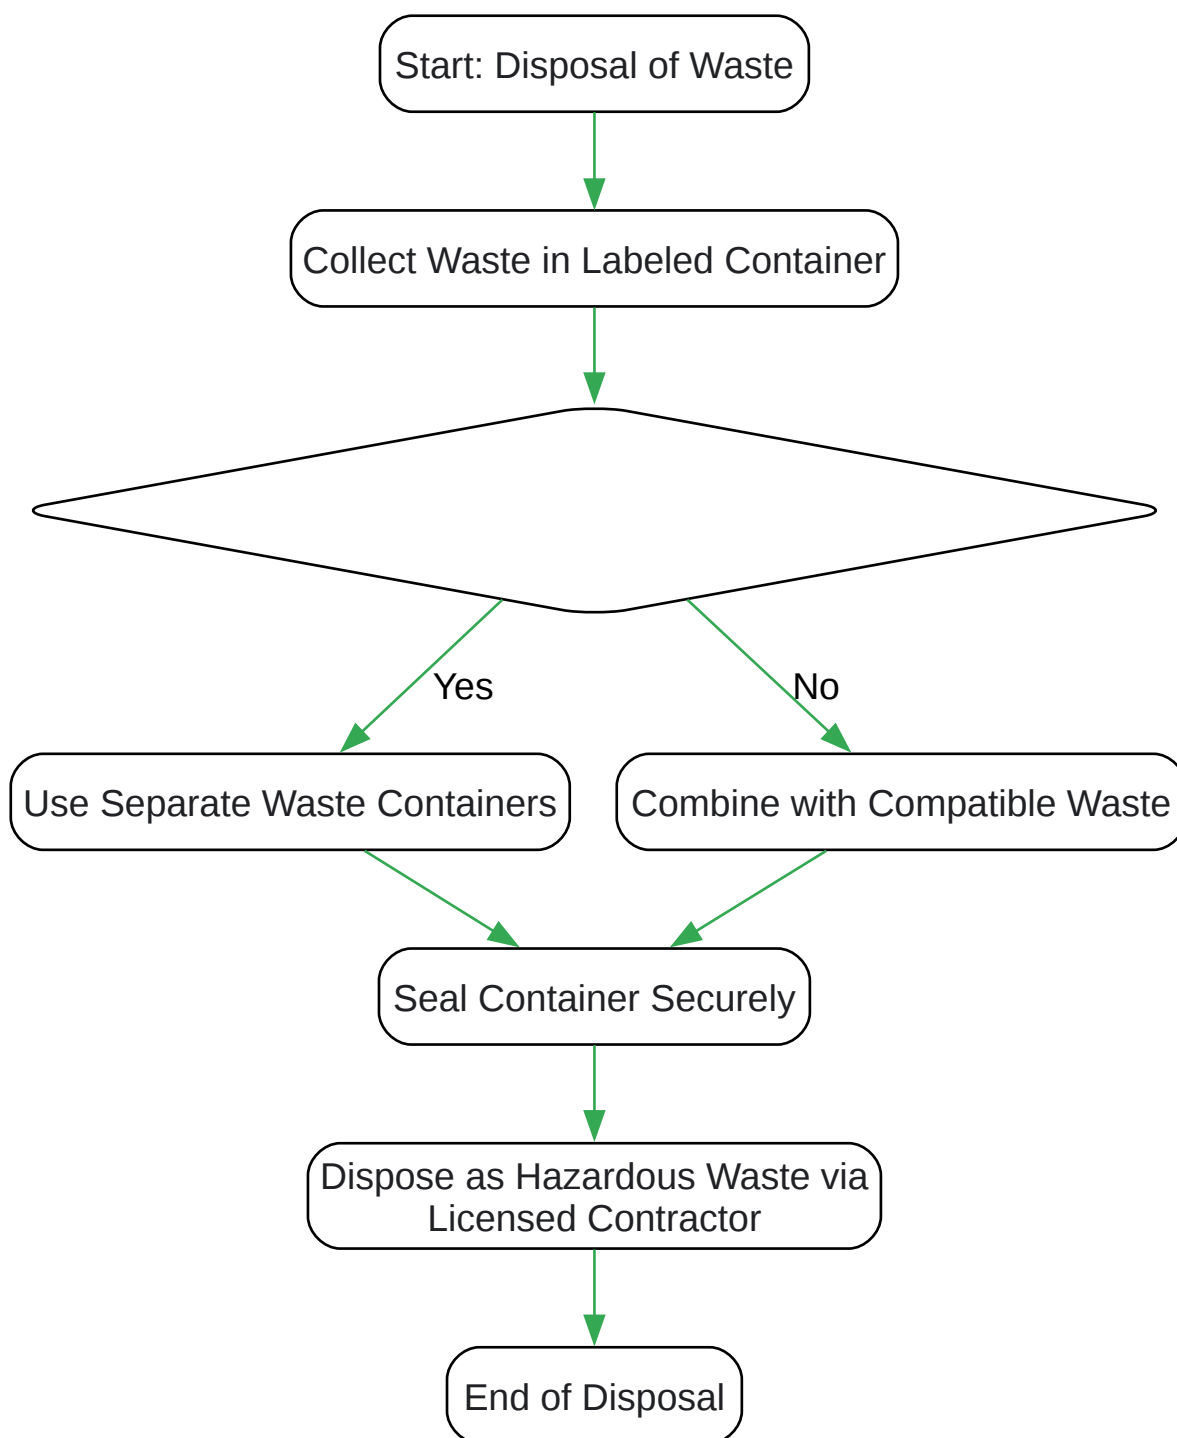 Start: Disposal of Waste
Collect Waste in Labeled Container
Yes
No
Use Separate Waste Containers
Combine with Compatible Waste
Seal Container Securely
Dispose as Hazardous Waste via
Licensed Contractor
End of Disposal